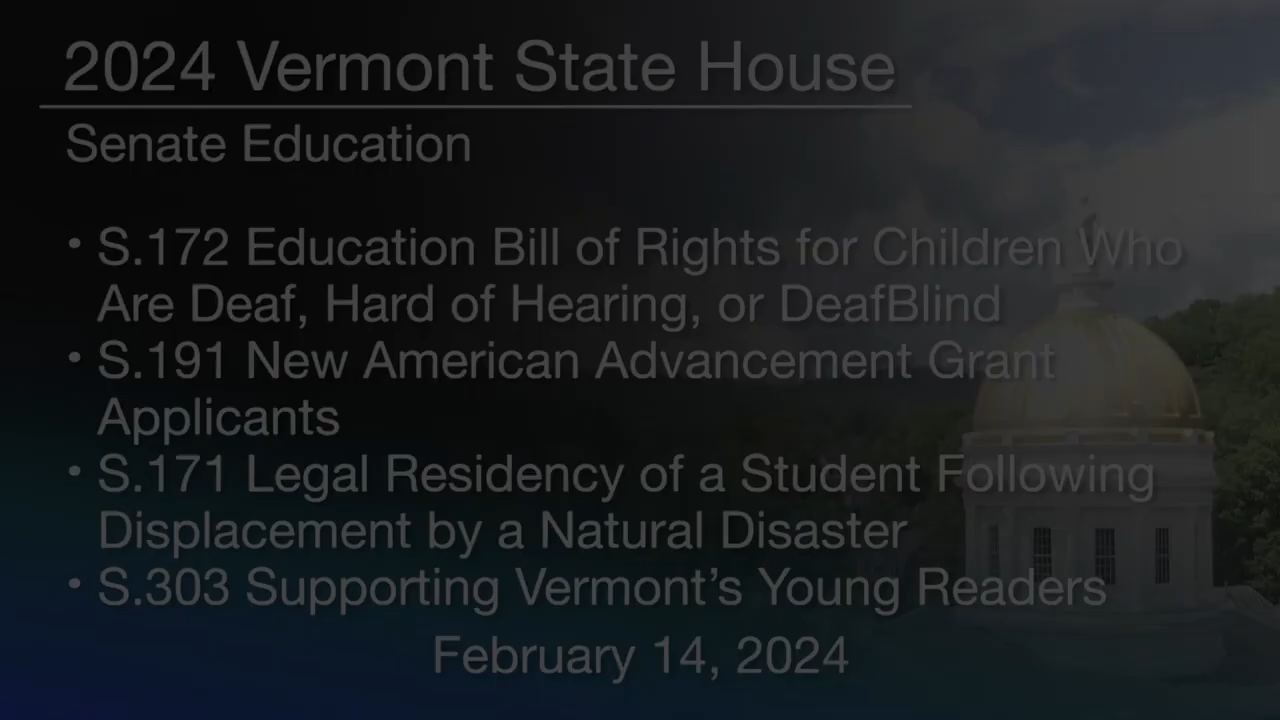 2024 Vermont State House
Senate Education
• S.172 Education Bill of Rights for Children Who
Are Deaf, Hard of Hearing, or DeafBlind
• S.191 New American Advancement Grant
Applicants
• S.171 Legal Residency of a Student Following
Displacement by a Natural Disaster
• S.303 Supporting Vermont’s Young Readers
February 14, 2024